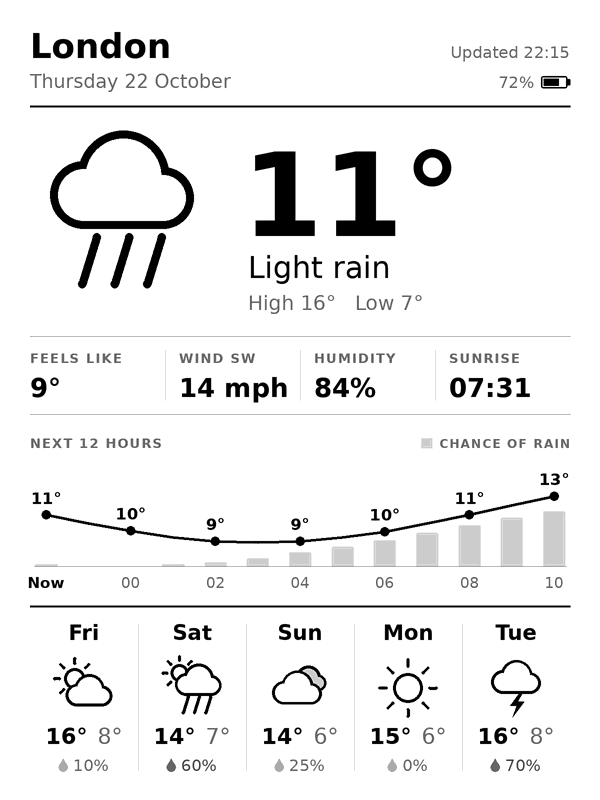 London
Updated 22:15
Thursday 22 October
72%
11°
Light rain
High 16° Low 7°
FEELS LIKE WIND SW HUMIDITY SUNRISE
9° 14 mph 84% 07:31
NEXT 12 HOURS CHANCE OF RAIN
11° 10° 9° 9° 10° 11° 13°
Now 00 02 04 06 08 10
Fri Sat Sun Mon Tue
16° 8° 14° 7° 14° 6° 15° 6° 16° 8°
10% 60% 25% 0% 70%